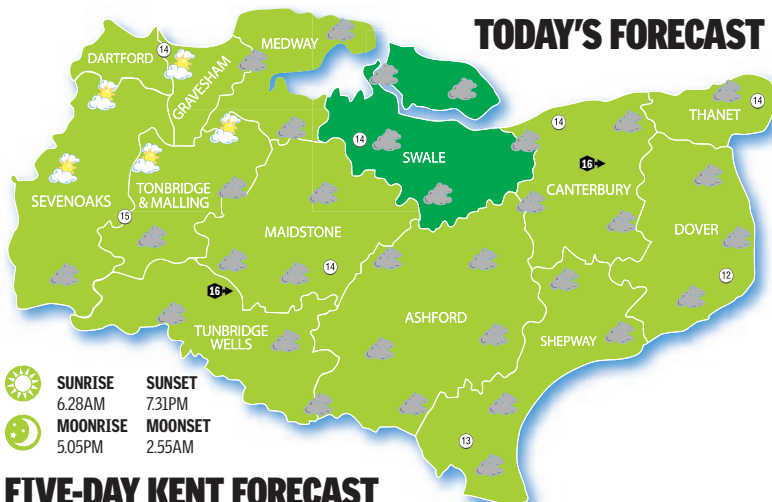 TODAY'S FORECAST
MEDWAY
DARTFORD
14
GRAVESHAM
14
THANET
14
14
SWALE
16
CANTERBURY
SEVENOAKS
TONBRIDGE
& MALLING
15
MAIDSTONE
14
DOVER
12
16
TUNBRIDGE
WELLS
ASHFORD
SHEPWAY
13
SUNRISE SUNSET
6.28AM 7.31PM
MOONRISE MOONSET
5.05PM 2.55AM
FIVE-DAY KENT FORECAST